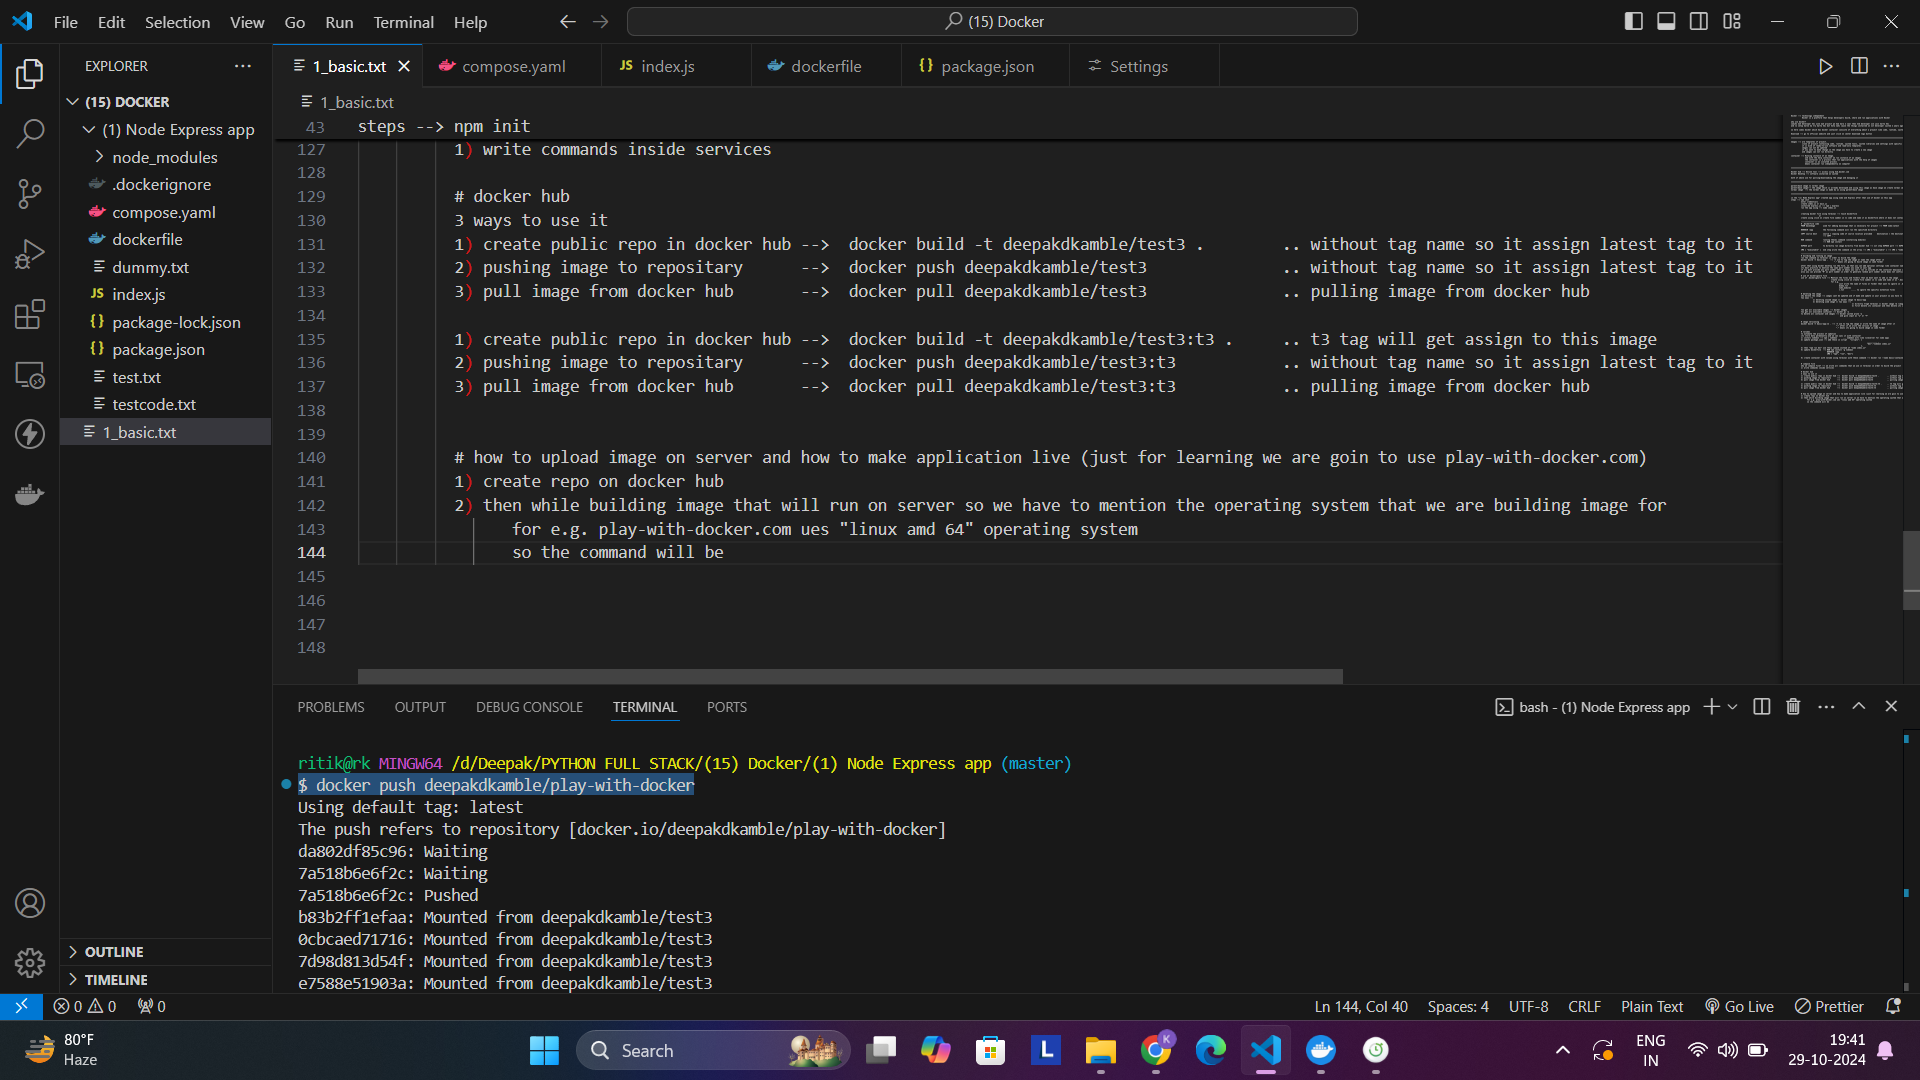 File Edit Selection View Go Run Terminal Help
(15) Docker
EXPLORER
1_basic.txt
compose.yaml
JS index.js
dockerfile
{} package.json
Settings
(15) DOCKER
(1) Node Express app
node_modules
.dockerignore
compose.yaml
dockerfile
dummy.txt
JS index.js
{} package-lock.json
{} package.json
test.txt
testcode.txt
1_basic.txt
OUTLINE
TIMELINE
1_basic.txt
43 steps --> npm init
127 1) write commands inside services
128
129 # docker hub
130 3 ways to use it
131 1) create public repo in docker hub --> docker build -t deepakdkamble/test3 . .. without tag name so it assign latest tag to it
132 2) pushing image to repositary --> docker push deepakdkamble/test3 .. without tag name so it assign latest tag to it
133 3) pull image from docker hub --> docker pull deepakdkamble/test3 .. pulling image from docker hub
134
135 1) create public repo in docker hub --> docker build -t deepakdkamble/test3:t3 . .. t3 tag will get assign to this image
136 2) pushing image to repositary --> docker push deepakdkamble/test3:t3 .. without tag name so it assign latest tag to it
137 3) pull image from docker hub --> docker pull deepakdkamble/test3:t3 .. pulling image from docker hub
138
139
140 # how to upload image on server and how to make application live (just for learning we are goin to use play-with-docker.com)
141 1) create repo on docker hub
142 2) then while building image that will run on server so we have to mention the operating system that we are building image for
143 for e.g. play-with-docker.com ues "linux amd 64" operating system
144 so the command will be
145
146
147
148
PROBLEMS OUTPUT DEBUG CONSOLE TERMINAL PORTS
bash - (1) Node Express app
ritik@rk MINGW64 /d/Deepak/PYTHON FULL STACK/(15) Docker/(1) Node Express app (master)
$ docker push deepakdkamble/play-with-docker
Using default tag: latest
The push refers to repository [docker.io/deepakdkamble/play-with-docker]
da802df85c96: Waiting
7a518b6e6f2c: Waiting
7a518b6e6f2c: Pushed
b83b2ff1efaa: Mounted from deepakdkamble/test3
0cbcaed71716: Mounted from deepakdkamble/test3
7d98d813d54f: Mounted from deepakdkamble/test3
e7588e51903a: Mounted from deepakdkamble/test3
0 0 0
Ln 144, Col 40 Spaces: 4 UTF-8 CRLF Plain Text Go Live Prettier
80°F
Haze
Search
L
K
ENG
IN
19:41
29-10-2024